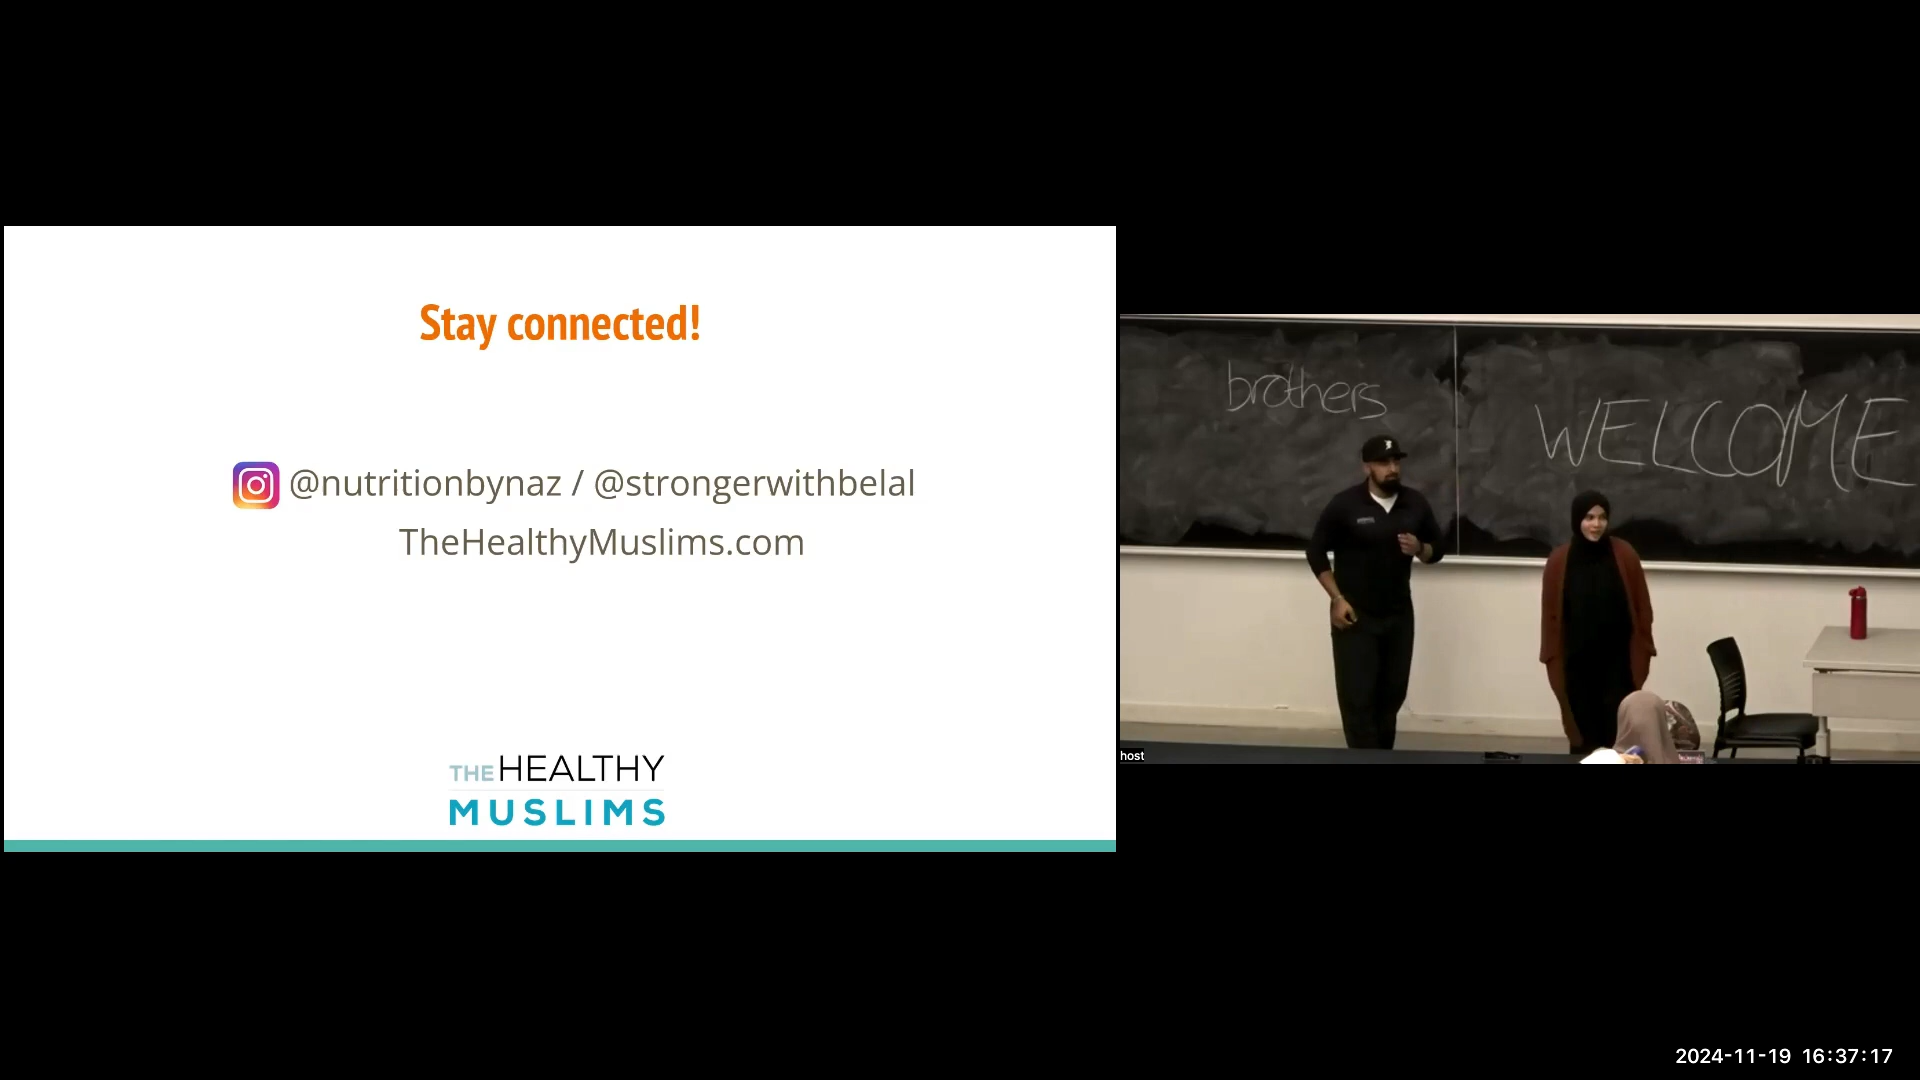 Stay connected!
@nutritionbynaz / @strongerwithbelal
TheHealthyMuslims.com
THE HEALTHY
MUSLIMS
brothers
WELCOME
host
2024-11-19 16:37:17